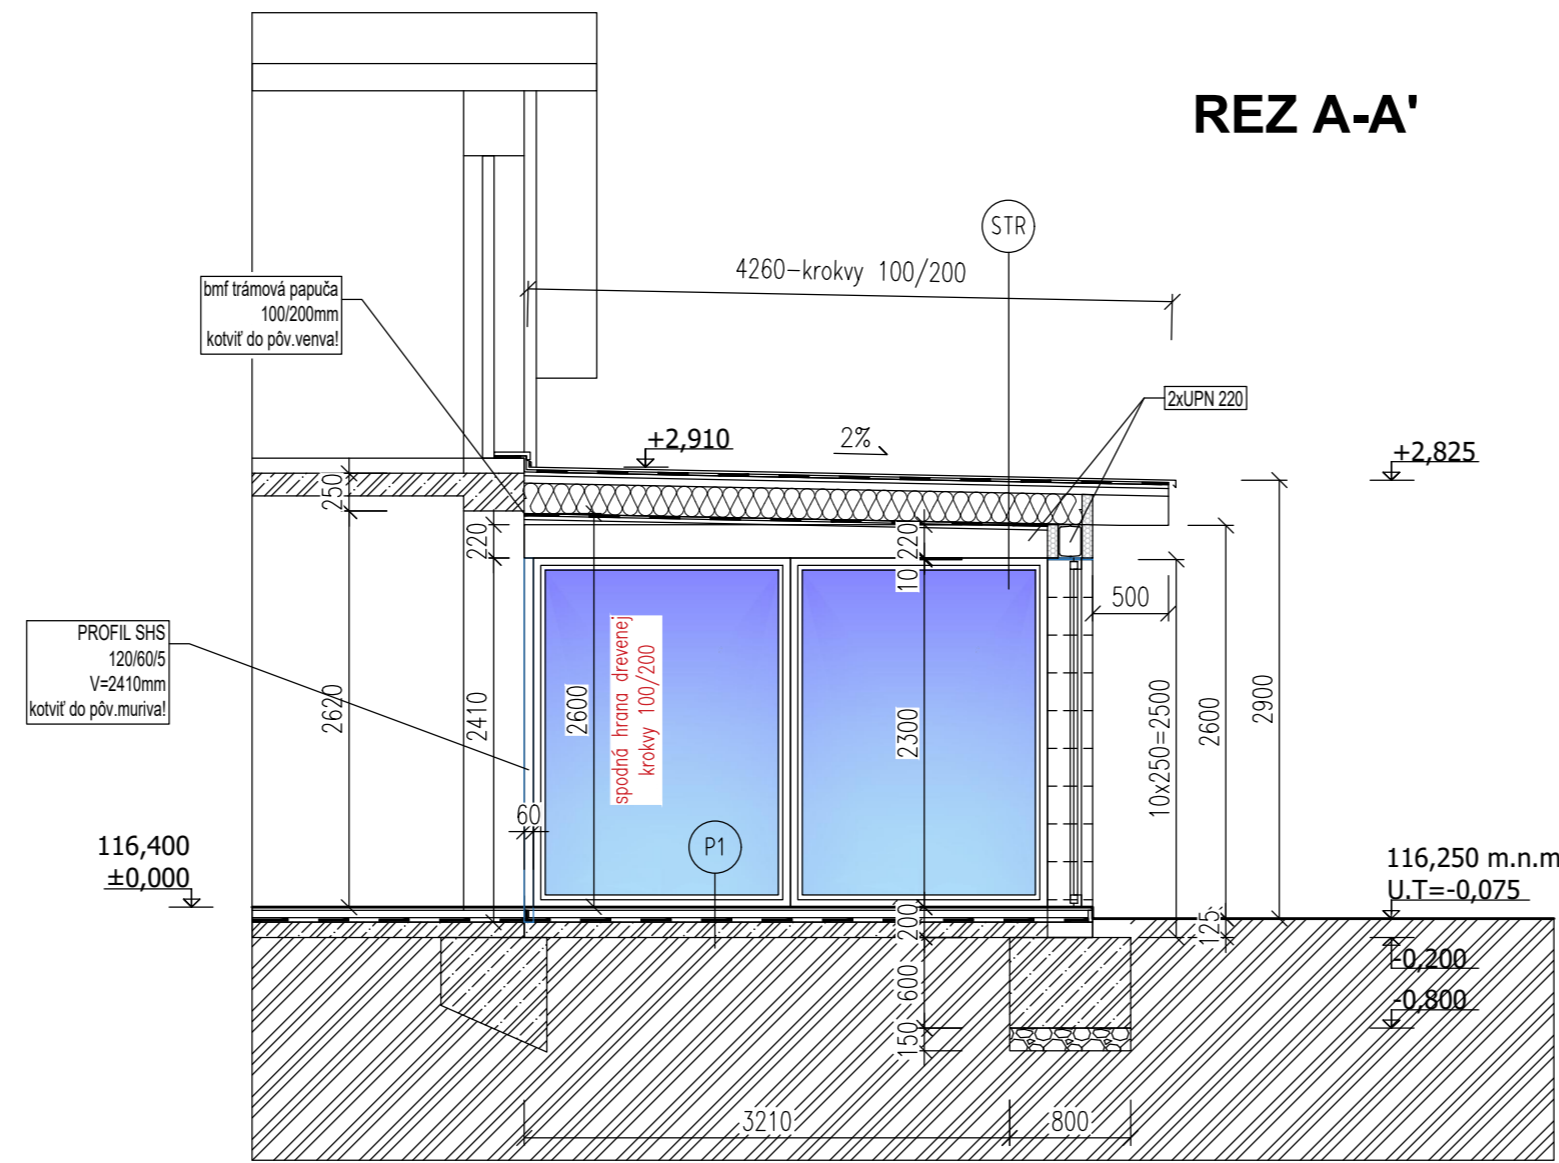 REZ A-A'
STR
4260-krokvy 100/200
bmf trámová papuča
100/200mm
kotviť do pôv.venva!
2xUPN 220
+2,910
2%
+2,825
250
220
220
10
500
PROFIL SHS
120/60/5
V=2410mm
kotviť do pôv.muriva!
2620
2410
2600
spodná hrana drevenej
krokvy 100/200
2300
10x250=2500
2600
2900
60
P1
116,400
±0,000
116,250 m.n.m
U.T=-0,075
200
125
-0,200
600
-0,800
150
3210
800